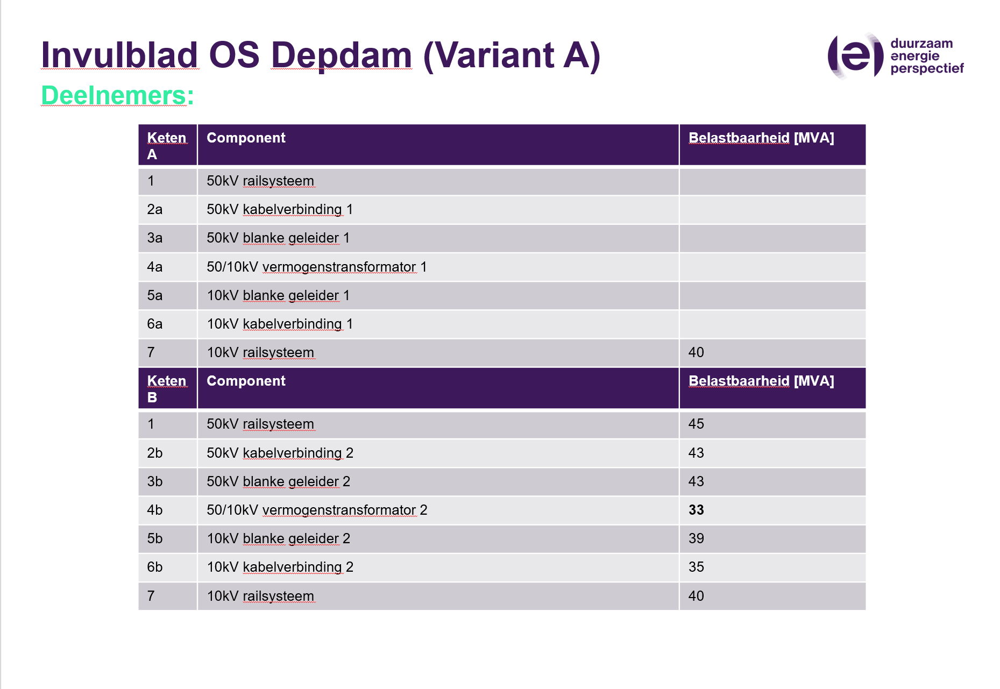 Invulblad OS Depdam (Variant A)
(e) duurzaam
energie
perspectief
Deelnemers:
Keten A Component Belastbaarheid [MVA]
1 50kV railsysteem
2a 50kV kabelverbinding 1
3a 50kV blanke geleider 1
4a 50/10kV vermogenstransformator 1
5a 10kV blanke geleider 1
6a 10kV kabelverbinding 1
7 10kV railsysteem 40
Keten B Component Belastbaarheid [MVA]
1 50kV railsysteem 45
2b 50kV kabelverbinding 2 43
3b 50kV blanke geleider 2 43
4b 50/10kV vermogenstransformator 2 33
5b 10kV blanke geleider 2 39
6b 10kV kabelverbinding 2 35
7 10kV railsysteem 40